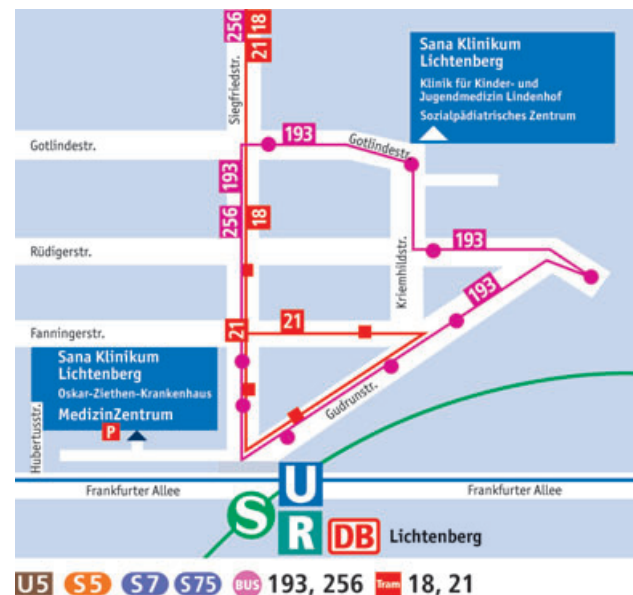 256 18
21
Siegfriedstr.
Sana Klinikum
Lichtenberg
Klinik für Kinder- und
Jugendmedizin Lindenhof
Sozialpädiatrisches Zentrum
Gotlindestr.
193
Gotlindestr.
193
256 18
Rüdigerstr.
193
Kriemhildstr.
193
Fanningerstr.
21
21
Sana Klinikum
Lichtenberg
Oskar-Ziethen-Krankenhaus
MedizinZentrum
P
Hubertusstr.
Gudrunstr.
Frankfurter Allee
U
Frankfurter Allee
S
R
DB
Lichtenberg
U5 S5 S7 S75 BUS 193, 256 Tram 18, 21